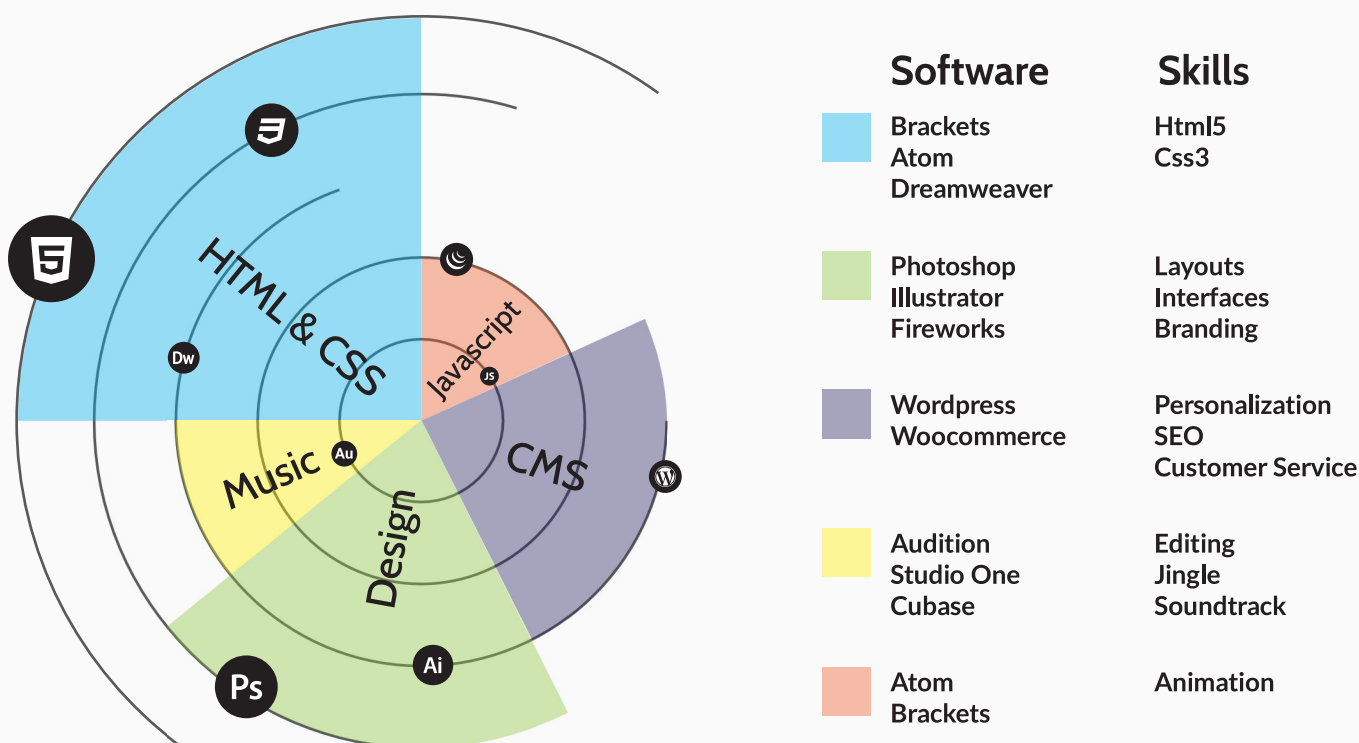 HTML & CSS
Javascript
CMS
Design
Music
5
3
Dw
JS
Au
W
Ai
Ps
Software
Skills
Brackets
Atom
Dreamweaver
Html5
Css3
Photoshop
Illustrator
Fireworks
Layouts
Interfaces
Branding
Wordpress
Woocommerce
Personalization
SEO
Customer Service
Audition
Studio One
Cubase
Editing
Jingle
Soundtrack
Atom
Brackets
Animation